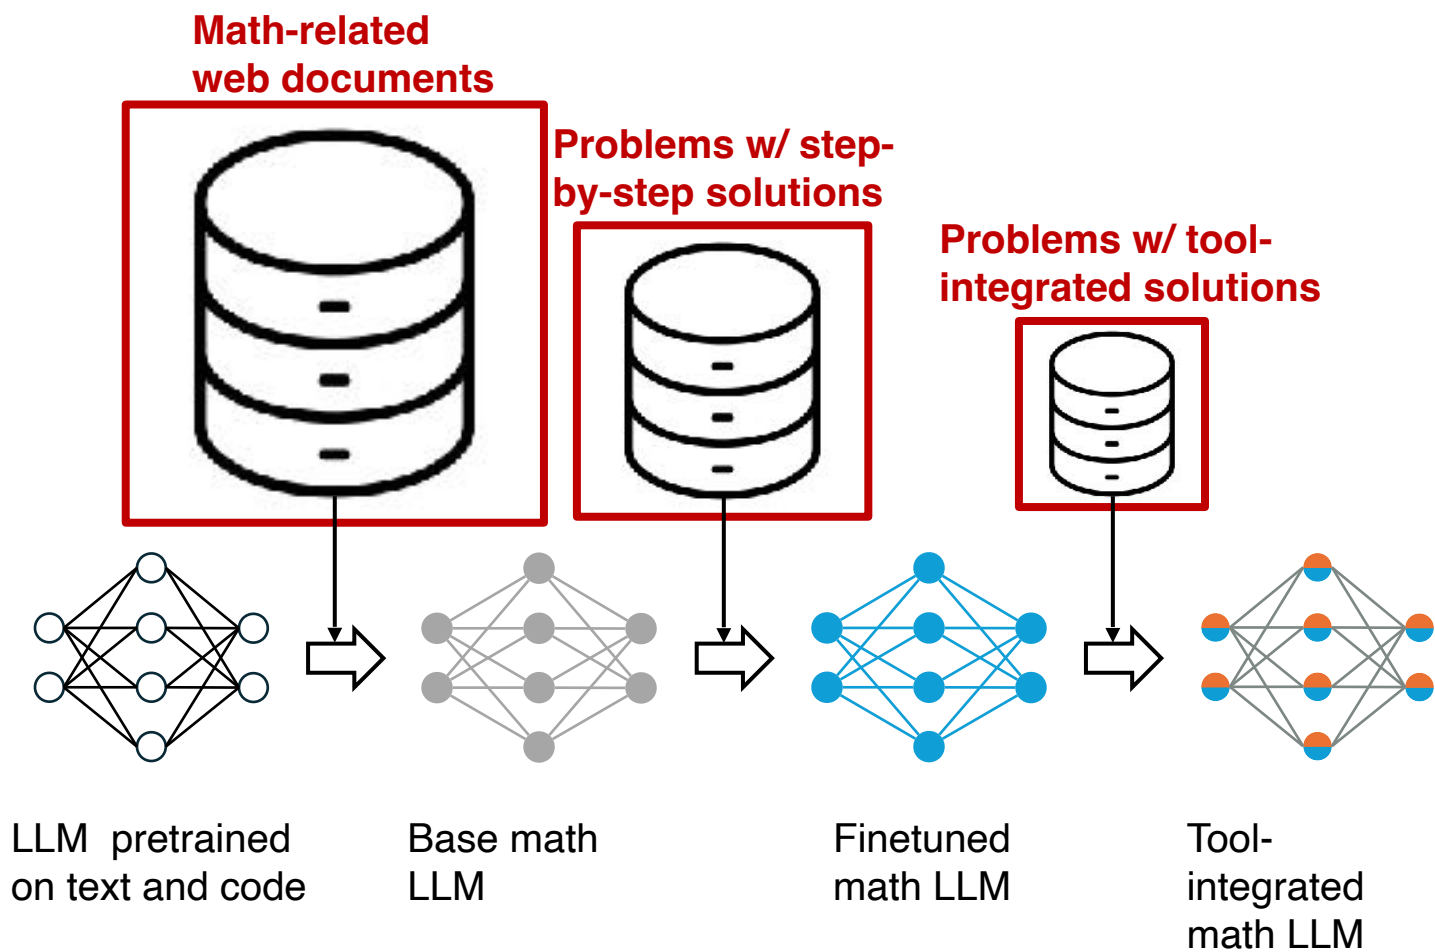 Math-related
web documents
Problems w/ step-
by-step solutions
Problems w/ tool-
integrated solutions
LLM  pretrained
on text and code
Base math
LLM
Finetuned
math LLM
Tool-
integrated
math LLM